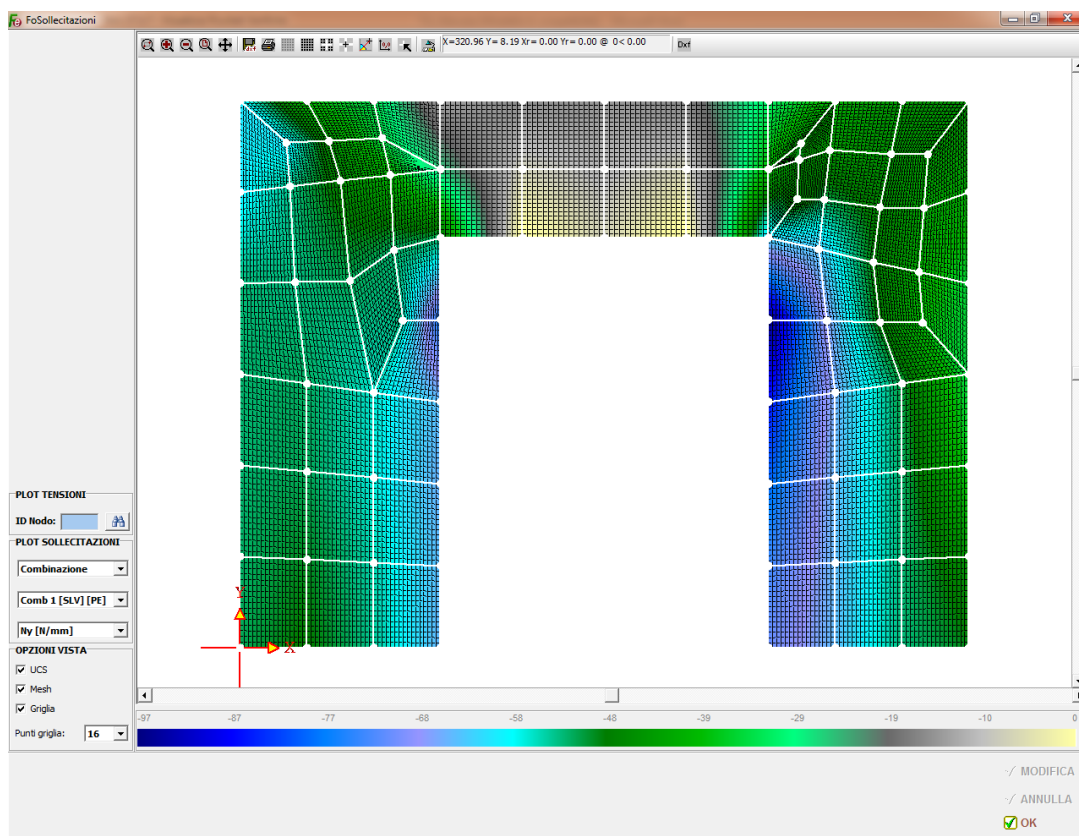 FoSollecitazioni
X=320.96 Y= 8.19 Xr= 0.00 Yr= 0.00 @ 0< 0.00
Dxf
PLOT TENSIONI
ID Nodo:
PLOT SOLLECITAZIONI
Combinazione
Comb 1 [SLV] [PE]
Ny [N/mm]
OPZIONI VISTA
UCS
Mesh
Griglia
Punti griglia: 16
Y
X
-97 -87 -77 -68 -58 -48 -39 -29 -19 -10 0
MODIFICA
ANNULLA
OK